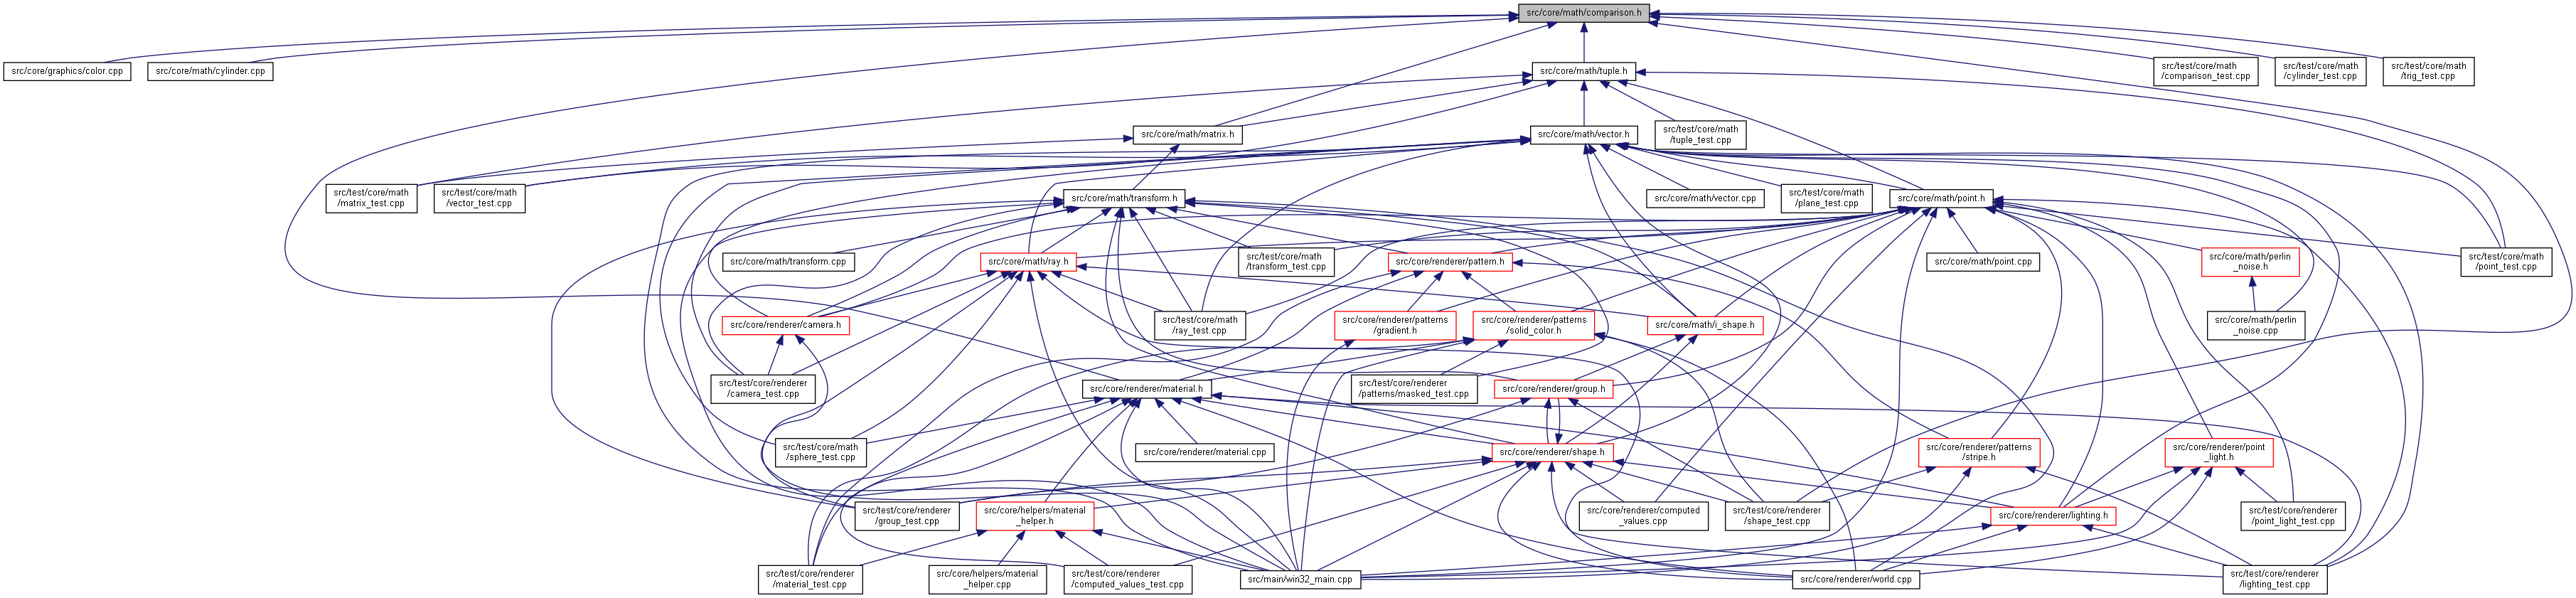 src/core/math/comparison.h
src/core/graphics/color.cpp
src/core/math/cylinder.cpp
src/core/math/tuple.h
src/test/core/math
/comparison_test.cpp
src/test/core/math
/cylinder_test.cpp
src/test/core/math
/trig_test.cpp
src/core/math/matrix.h
src/core/math/vector.h
src/test/core/math
/tuple_test.cpp
src/test/core/math
/matrix_test.cpp
src/test/core/math
/vector_test.cpp
src/core/math/transform.h
src/core/math/vector.cpp
src/test/core/math
/plane_test.cpp
src/core/math/point.h
src/core/math/transform.cpp
src/core/math/ray.h
src/test/core/math
/transform_test.cpp
src/core/renderer/pattern.h
src/core/math/point.cpp
src/core/math/perlin
_noise.h
src/test/core/math
/point_test.cpp
src/core/renderer/camera.h
src/test/core/math
/ray_test.cpp
src/core/renderer/patterns
/gradient.h
src/core/renderer/patterns
/solid_color.h
src/core/math/i_shape.h
src/core/math/perlin
_noise.cpp
src/test/core/renderer
/camera_test.cpp
src/core/renderer/material.h
src/test/core/renderer
/patterns/masked_test.cpp
src/core/renderer/group.h
src/test/core/math
/sphere_test.cpp
src/core/renderer/material.cpp
src/core/renderer/shape.h
src/core/renderer/patterns
/stripe.h
src/core/renderer/point
_light.h
src/test/core/renderer
/group_test.cpp
src/core/helpers/material
_helper.h
src/core/renderer/computed
_values.cpp
src/test/core/renderer
/shape_test.cpp
src/core/renderer/lighting.h
src/test/core/renderer
/point_light_test.cpp
src/test/core/renderer
/material_test.cpp
src/core/helpers/material
_helper.cpp
src/test/core/renderer
/computed_values_test.cpp
src/main/win32_main.cpp
src/core/renderer/world.cpp
src/test/core/renderer
/lighting_test.cpp